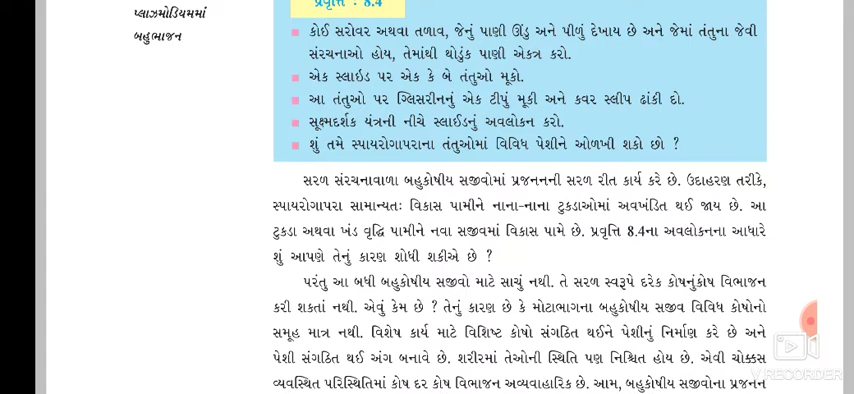 પ્લાઝમોડિયમમાં
બહુભાજન
પ્રવૃત્તિ : 8.4
કોઈ સરોવર અથવા તળાવ, જેનું પાણી ઊંડુ અને પીળું દેખાય છે અને જેમાં તંતુના જેવી
સંરચનાઓ હોય, તેમાંથી થોડુંક પાણી એકત્ર કરો.
એક સ્લાઇડ પર એક કે બે તંતુઓ મૂકો.
આ તંતુઓ પર ગ્લિસરીનનું એક ટીપું મૂકી અને કવર સ્લીપ ઢાંકી દો.
સૂક્ષ્મદર્શક યંત્રની નીચે સ્લાઈડનું અવલોકન કરો.
શું તમે સ્પાયરોગાયરાના તંતુઓમાં વિવિધ પેશીને ઓળખી શકો છો ?
સરળ સંરચનાવાળા બહુકોષીય સજીવોમાં પ્રજનનની સરળ રીત કાર્ય કરે છે. ઉદાહરણ તરીકે,
સ્પાયરોગાયરા સામાન્યતઃ વિકાસ પામીને નાના-નાના ટુકડાઓમાં અવખંડિત થઈ જાય છે. આ
ટુકડા અથવા ખંડ વૃદ્ધિ પામીને નવા સજીવમાં વિકાસ પામે છે. પ્રવૃત્તિ 8.4ના અવલોકનના આધારે
શું આપણે તેનું કારણ શોધી શકીએ છે ?
પરંતુ આ બધી બહુકોષીય સજીવો માટે સાચું નથી. તે સરળ સ્વરૂપે દરેક કોષનુંકોષ વિભાજન
કરી શકતાં નથી. એવું કેમ છે ? તેનું કારણ છે કે મોટાભાગના બહુકોષીય સજીવ વિવિધ કોષોનો
સમૂહ માત્ર નથી. વિશેષ કાર્ય માટે વિશિષ્ટ કોષો સંગઠિત થઈને પેશીનું નિર્માણ કરે છે અને
પેશી સંગઠિત થઈ અંગ બનાવે છે. શરીરમાં તેઓની સ્થિતિ પણ નિશ્ચિત હોય છે. એવી ચોક્કસ
વ્યવસ્થિત પરિસ્થિતિમાં કોષ દર કોષ વિભાજન અવ્યવાહારિક છે. આમ, બહુકોષીય સજીવોના પ્રજનન
V RECORDER